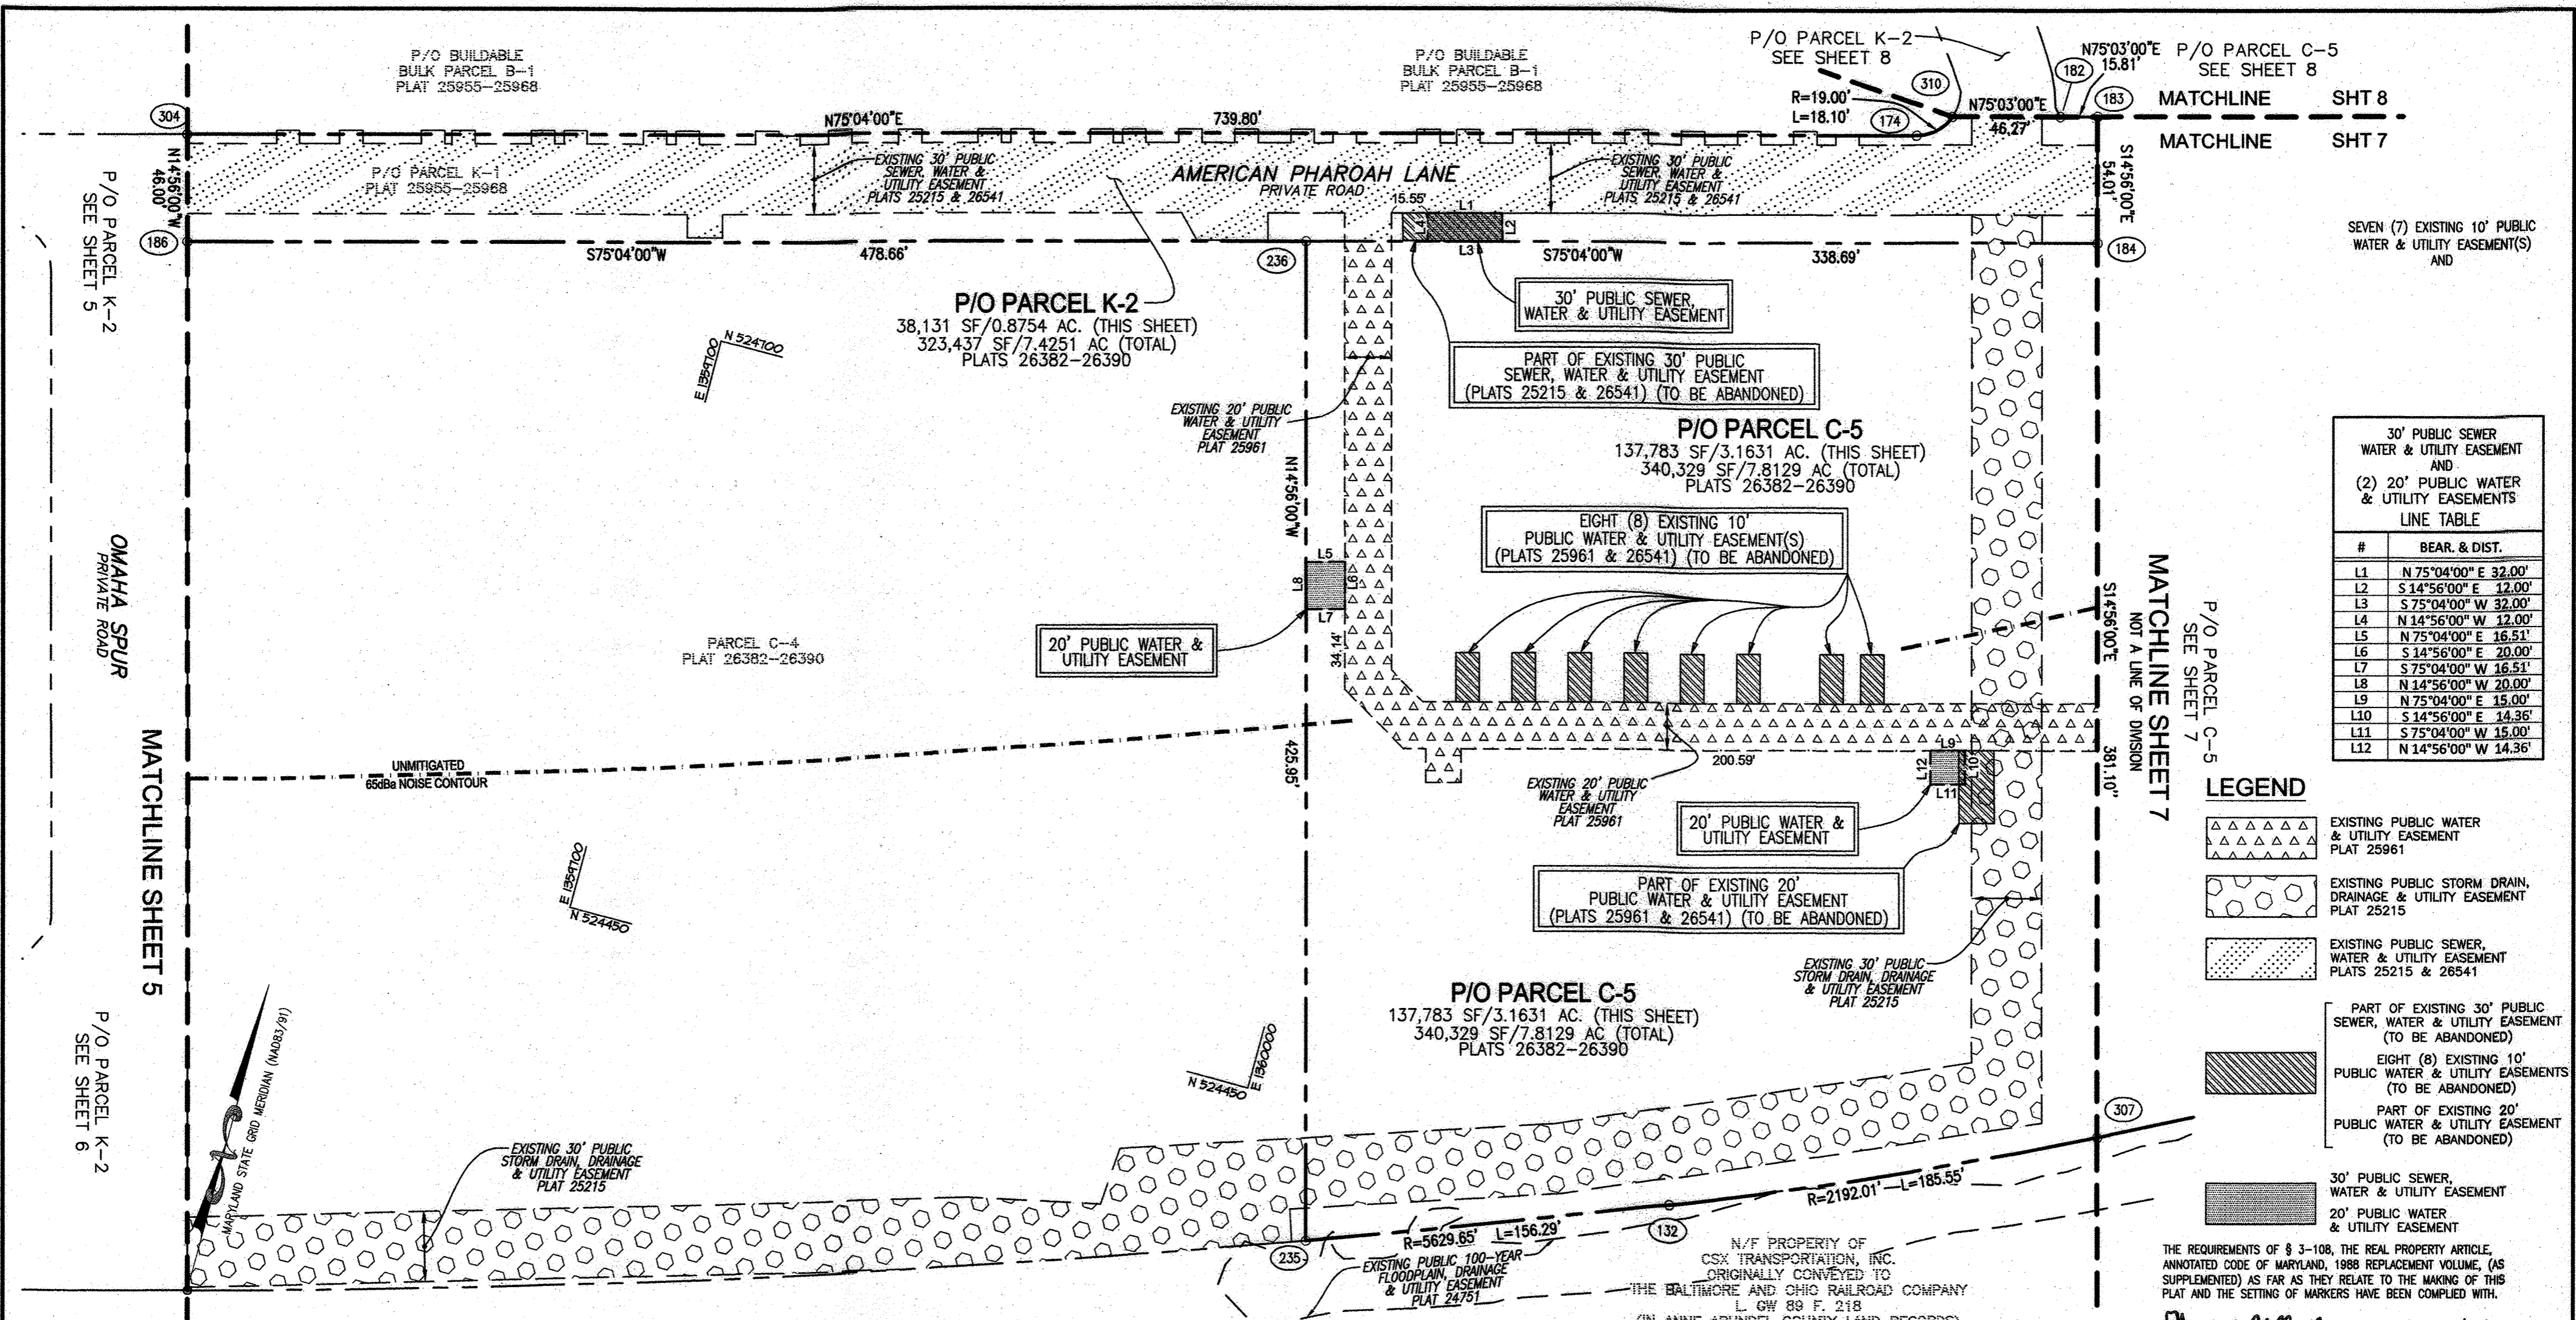 P/O BUILDABLE
BULK PARCEL B-1
PLAT 25955-25968
P/O BUILDABLE
BULK PARCEL B-1
PLAT 25955-25968
P/O PARCEL K-2
SEE SHEET 8
310
182
N75°03'00"E
15.81'
P/O PARCEL C-5
SEE SHEET 8
304
N75°04'00"E
739.80'
R=19.00'
L=18.10'
174
N75°03'00"E
46.27'
183
MATCHLINE SHT 8
MATCHLINE SHT 7
N14°56'00"W
46.00'
P/O PARCEL K-1
PLAT 25955-25968
EXISTING 30' PUBLIC
SEWER, WATER &
UTILITY EASEMENT
PLATS 25215 & 26541
AMERICAN PHAROAH LANE
PRIVATE ROAD
EXISTING 30' PUBLIC
SEWER, WATER &
UTILITY EASEMENT
PLATS 25215 & 26541
S14°56'00"E
54.01'
15.55'
L1
L2
L3
L4
P/O PARCEL K-2
SEE SHEET 5
186
S75°04'00"W
478.66'
236
S75°04'00"W
338.69'
184
SEVEN (7) EXISTING 10' PUBLIC
WATER & UTILITY EASEMENT(S)
AND
P/O PARCEL K-2
38,131 SF/0.8754 AC. (THIS SHEET)
323,437 SF/7.4251 AC (TOTAL)
PLATS 26382-26390
30' PUBLIC SEWER,
WATER & UTILITY EASEMENT
PART OF EXISTING 30' PUBLIC
SEWER, WATER & UTILITY EASEMENT
(PLATS 25215 & 26541) (TO BE ABANDONED)
EXISTING 20' PUBLIC
WATER & UTILITY
EASEMENT
PLAT 25961
P/O PARCEL C-5
137,783 SF/3.1631 AC. (THIS SHEET)
340,329 SF/7.8129 AC (TOTAL)
PLATS 26382-26390
N14°56'00"W
EIGHT (8) EXISTING 10'
PUBLIC WATER & UTILITY EASEMENT(S)
(PLATS 25961 & 26541) (TO BE ABANDONED)
30' PUBLIC SEWER
WATER & UTILITY EASEMENT
AND
(2) 20' PUBLIC WATER
& UTILITY EASEMENTS
LINE TABLE
# BEAR. & DIST.
L1 N 75°04'00" E 32.00'
L2 S 14°56'00" E 12.00'
L3 S 75°04'00" W 32.00'
L4 N 14°56'00" W 12.00'
L5 N 75°04'00" E 16.51'
L6 S 14°56'00" E 20.00'
L7 S 75°04'00" W 16.51'
L8 N 14°56'00" W 20.00'
L9 N 75°04'00" E 15.00'
L10 S 14°56'00" E 14.36'
L11 S 75°04'00" W 15.00'
L12 N 14°56'00" W 14.36'
OMAHA SPUR
PRIVATE ROAD
L5
L6
L7
L8
20' PUBLIC WATER &
UTILITY EASEMENT
34.14'
PARCEL C-4
PLAT 26382-26390
S14°56'00"E
381.10"
MATCHLINE SHEET 7
NOT A LINE OF DIVISION
P/O PARCEL C-5
SEE SHEET 7
MATCHLINE SHEET 5
UNMITIGATED
65dBa NOISE CONTOUR
425.95'
200.59'
L9
L10
L11
L12
EXISTING 20' PUBLIC
WATER & UTILITY
EASEMENT
PLAT 25961
20' PUBLIC WATER &
UTILITY EASEMENT
PART OF EXISTING 20'
PUBLIC WATER & UTILITY EASEMENT
(PLATS 25961 & 26541) (TO BE ABANDONED)
EXISTING 30' PUBLIC
STORM DRAIN, DRAINAGE
& UTILITY EASEMENT
PLAT 25215
P/O PARCEL C-5
137,783 SF/3.1631 AC. (THIS SHEET)
340,329 SF/7.8129 AC (TOTAL)
PLATS 26382-26390
N 524450
E 1360000
N 524450
P/O PARCEL K-2
SEE SHEET 6
MARYLAND STATE GRID MERIDIAN (NAD83/91)
EXISTING 30' PUBLIC
STORM DRAIN, DRAINAGE
& UTILITY EASEMENT
PLAT 25215
307
R=2192.01' L=185.55'
132
R=5629.65' L=156.29'
235
EXISTING PUBLIC 100-YEAR
FLOODPLAIN, DRAINAGE
& UTILITY EASEMENT
PLAT 24751
N/F PROPERTY OF
CSX TRANSPORTATION, INC.
ORIGINALLY CONVEYED TO
THE BALTIMORE AND OHIO RAILROAD COMPANY
L. GW 89 F. 218
(IN ANNE ARUNDEL COUNTY LAND RECORDS)
LEGEND
EXISTING PUBLIC WATER
& UTILITY EASEMENT
PLAT 25961
EXISTING PUBLIC STORM DRAIN,
DRAINAGE & UTILITY EASEMENT
PLAT 25215
EXISTING PUBLIC SEWER,
WATER & UTILITY EASEMENT
PLATS 25215 & 26541
PART OF EXISTING 30' PUBLIC
SEWER, WATER & UTILITY EASEMENT
(TO BE ABANDONED)
EIGHT (8) EXISTING 10'
PUBLIC WATER & UTILITY EASEMENTS
(TO BE ABANDONED)
PART OF EXISTING 20'
PUBLIC WATER & UTILITY EASEMENT
(TO BE ABANDONED)
30' PUBLIC SEWER,
WATER & UTILITY EASEMENT
20' PUBLIC WATER
& UTILITY EASEMENT
THE REQUIREMENTS OF § 3-108, THE REAL PROPERTY ARTICLE,
ANNOTATED CODE OF MARYLAND, 1988 REPLACEMENT VOLUME, (AS
SUPPLEMENTED) AS FAR AS THEY RELATE TO THE MAKING OF THIS
PLAT AND THE SETTING OF MARKERS HAVE BEEN COMPLIED WITH.